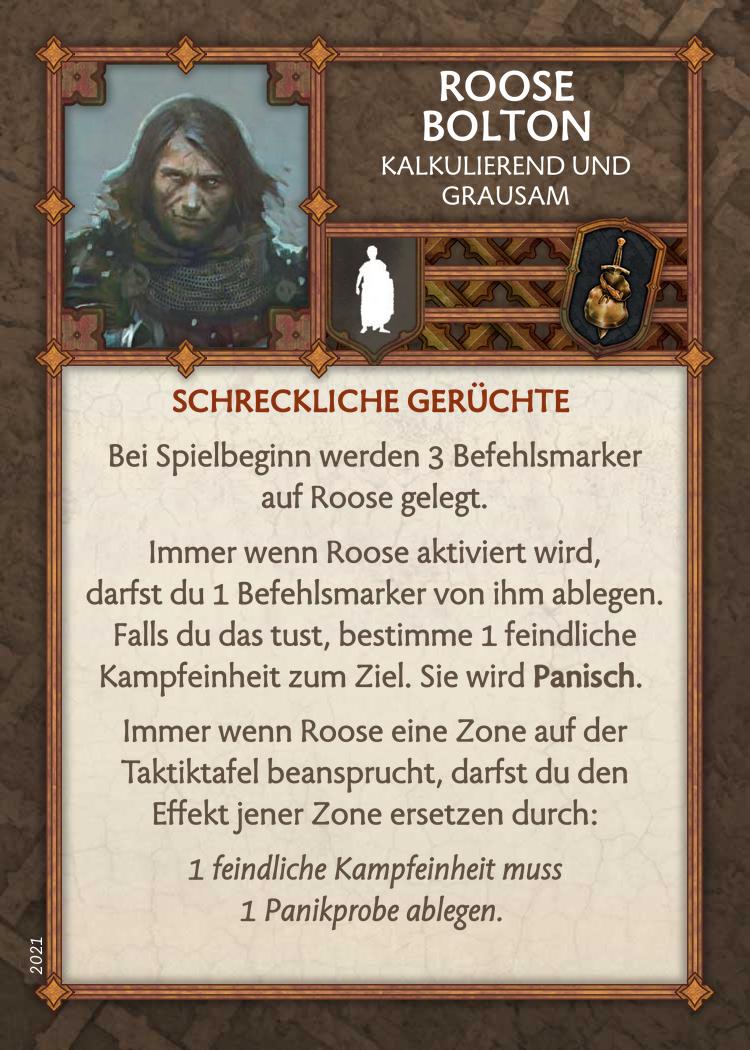 ROOSE
BOLTON
KALKULIEREND UND
GRAUSAM
SCHRECKLICHE GERÜCHTE
Bei Spielbeginn werden 3 Befehlsmarker
auf Roose gelegt.
Immer wenn Roose aktiviert wird,
darfst du 1 Befehlsmarker von ihm ablegen.
Falls du das tust, bestimme 1 feindliche
Kampfeinheit zum Ziel. Sie wird Panisch.
Immer wenn Roose eine Zone auf der
Taktiktafel beansprucht, darfst du den
Effekt jener Zone ersetzen durch:
1 feindliche Kampfeinheit muss
1 Panikprobe ablegen.
2021